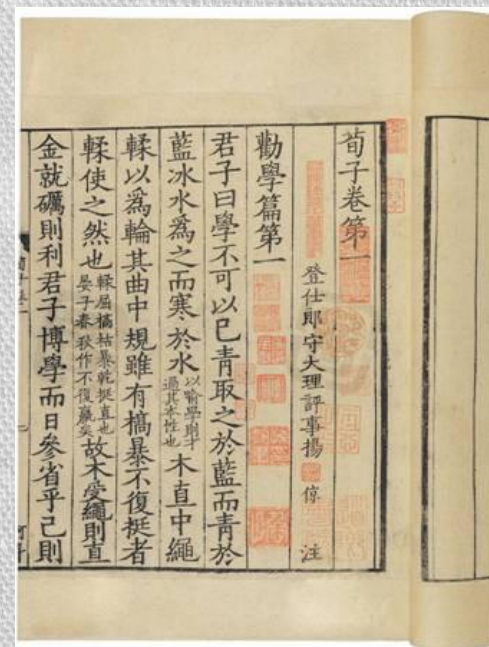 荀子卷第一
登仕郎守大理評事揚倞注
勸學篇第一
君子曰學不可以已青取之於藍而青於
藍冰水爲之而寒於水以喻學則才過其本性也木直中繩
輮以爲輪其曲中規雖有槁暴不復挺者
輮使之然也輮屈槁枯暴乾挺直也晏子春秋作不復贏矣故木受繩則直
金就礪則利君子博學而日參省乎己則